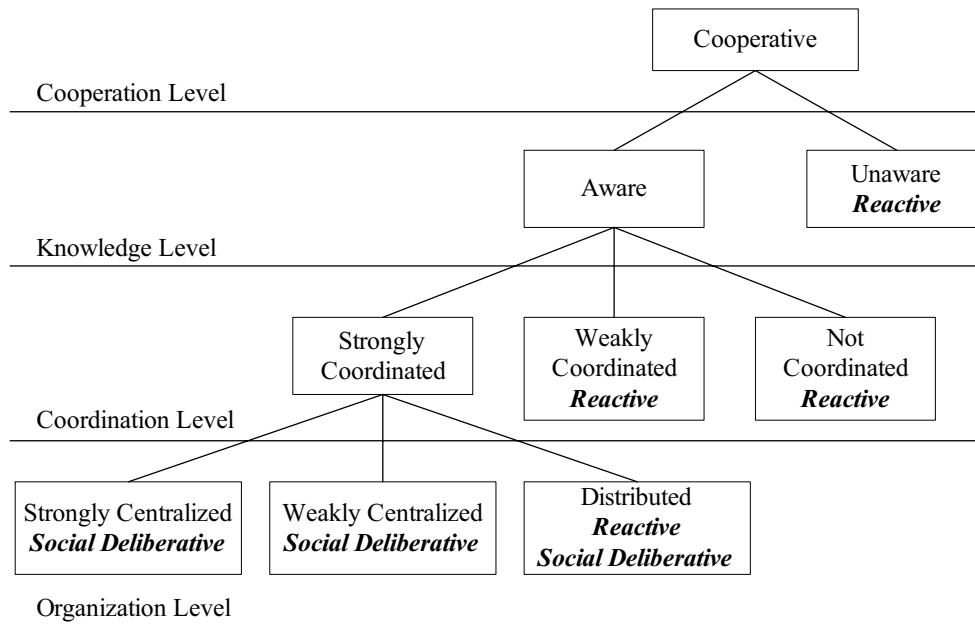 Cooperative
Cooperation Level
Aware
Unaware
Reactive
Knowledge Level
Strongly
Coordinated
Weakly
Coordinated
Reactive
Not
Coordinated
Reactive
Coordination Level
Strongly Centralized
Social Deliberative
Weakly Centralized
Social Deliberative
Distributed
Reactive
Social Deliberative
Organization Level